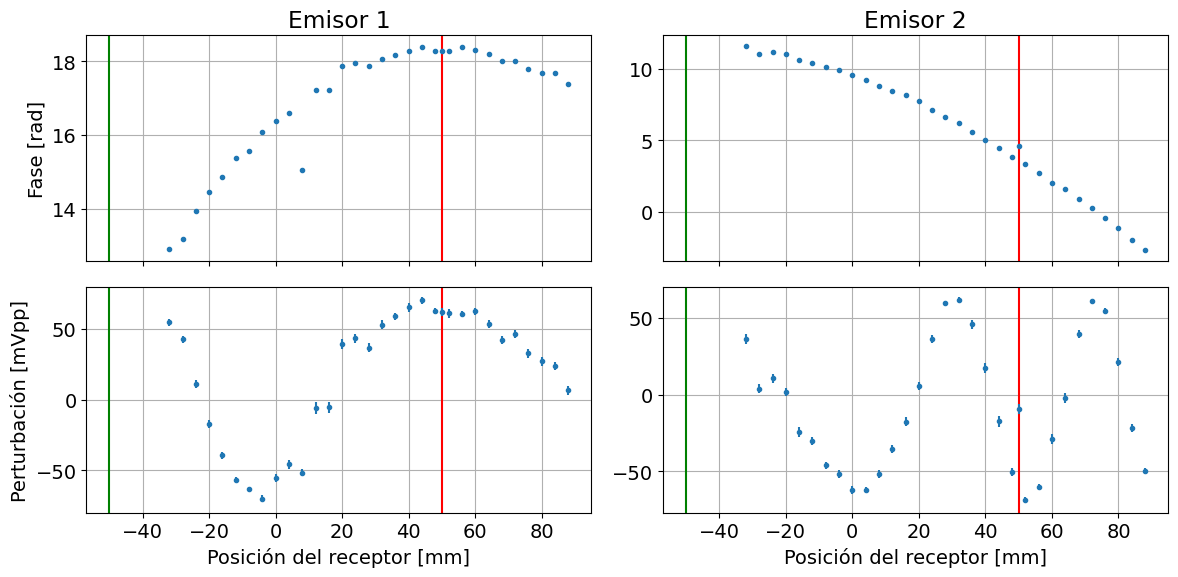 Emisor 1
Emisor 2
Fase [rad]
18
16
14
10
5
0
Perturbación [mVpp]
50
0
−50
50
0
−50
−40 −20 0 20 40 60 80
−40 −20 0 20 40 60 80
Posición del receptor [mm]
Posición del receptor [mm]